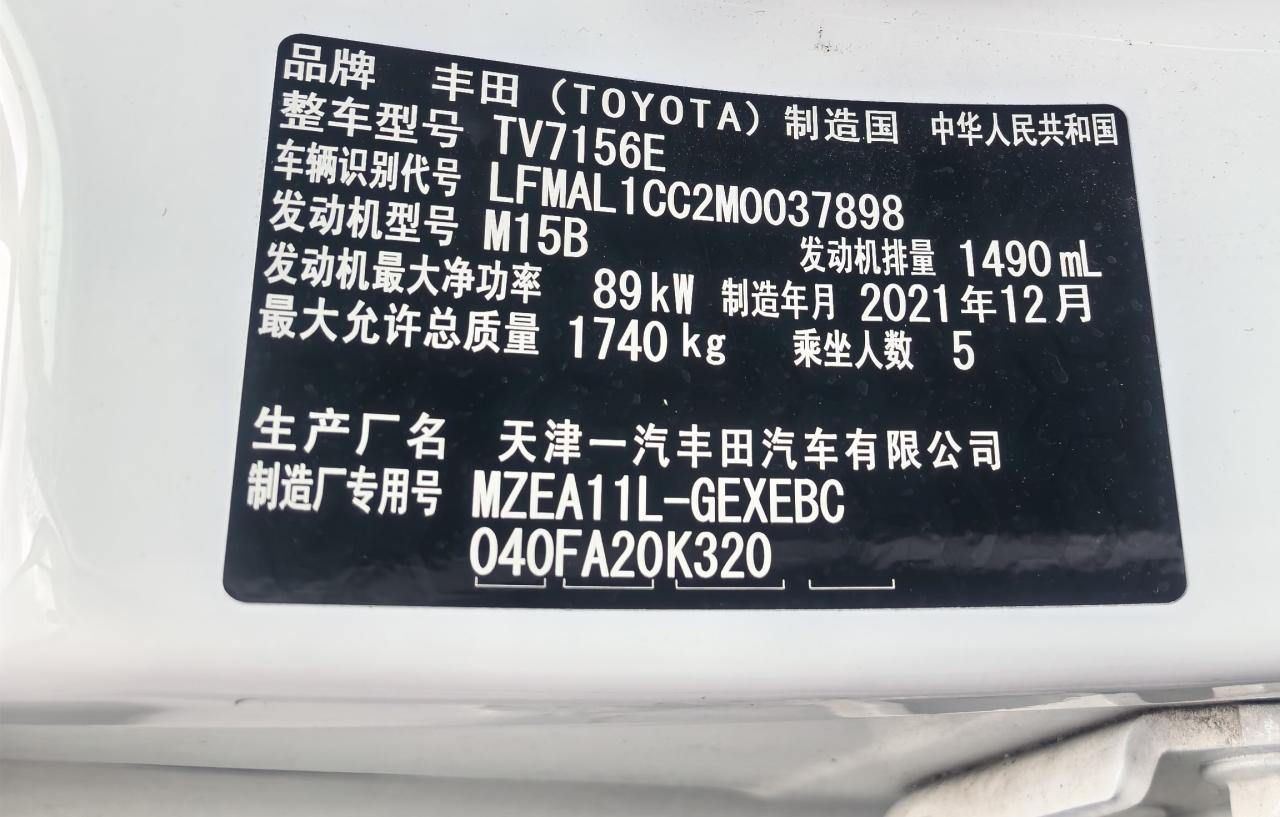 品牌 丰田（TOYOTA）制造国 中华人民共和国
整车型号 TV7156E
车辆识别代号 LFMAL1CC2M0037898
发动机型号 M15B 发动机排量 1490mL
发动机最大净功率 89kW 制造年月 2021年12月
最大允许总质量 1740kg 乘坐人数 5
生产厂名 天津一汽丰田汽车有限公司
制造厂专用号 MZEA11L-GEXEBC
040FA20K320